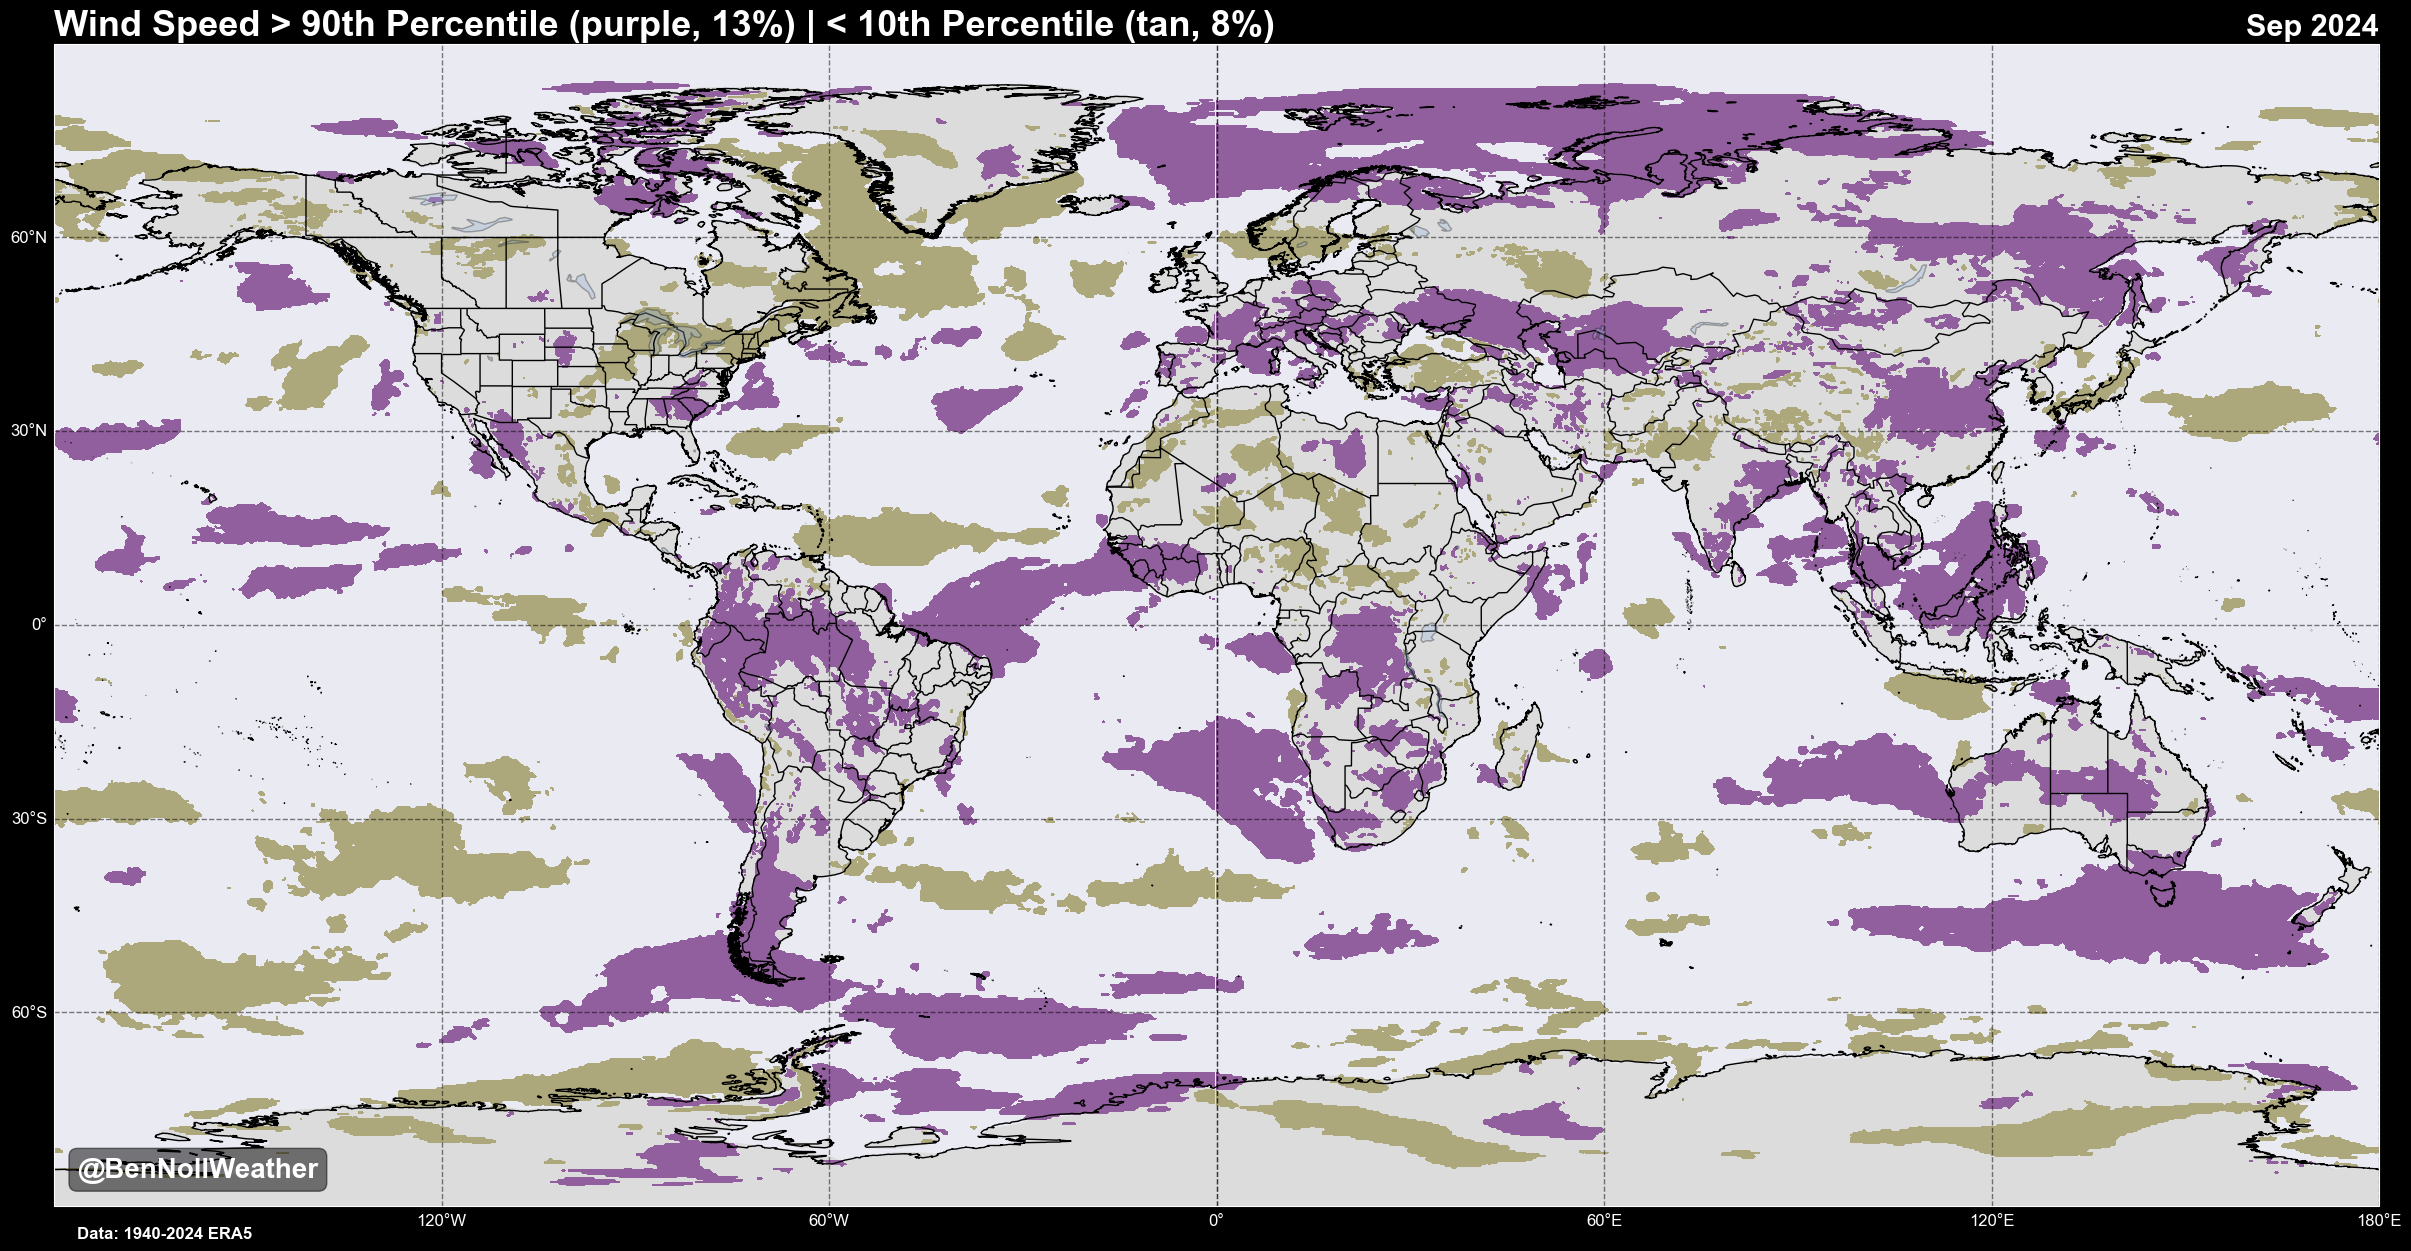 Wind Speed > 90th Percentile (purple, 13%) | < 10th Percentile (tan, 8%)
Sep 2024
60°N
30°N
0°
30°S
60°S
@BenNollWeather
120°W
60°W
0°
60°E
120°E
180°E
Data: 1940-2024 ERA5